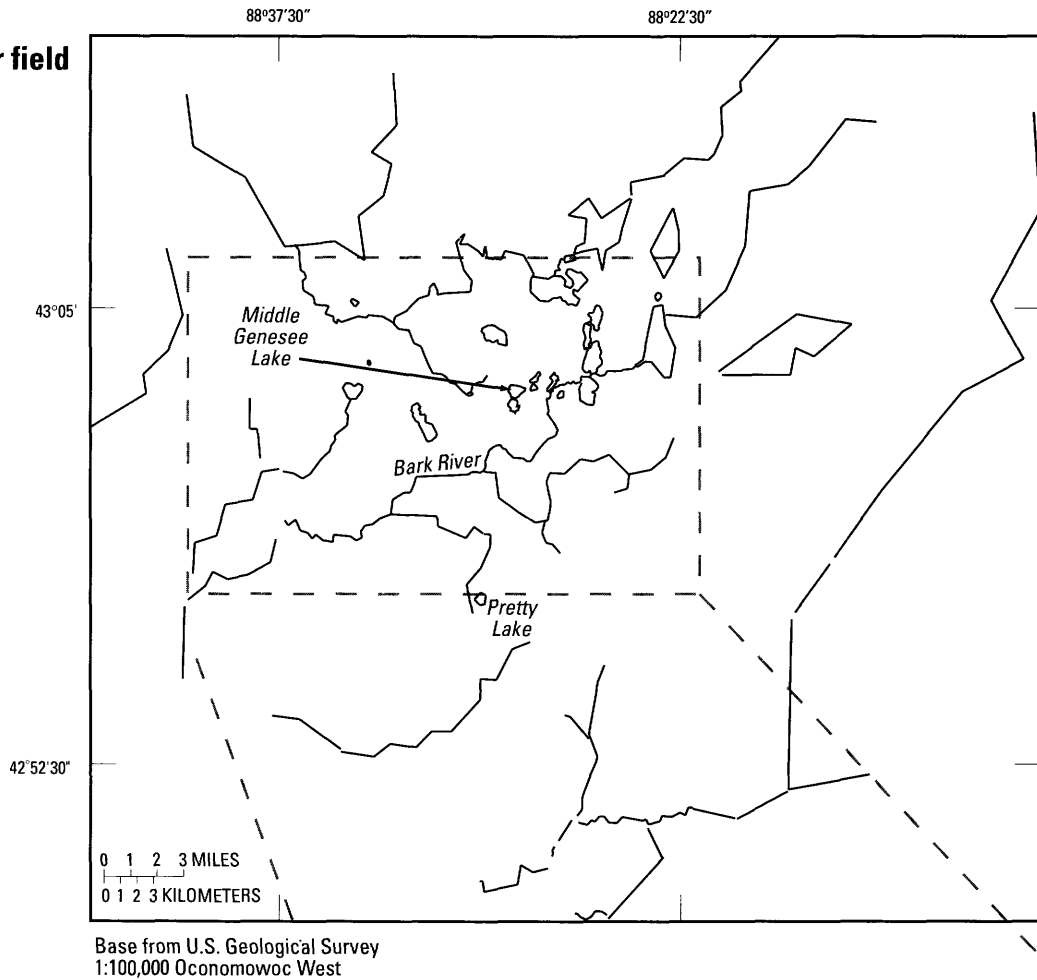 88°37'30"
88°22'30"
r field
43°05'
Middle
Genesee
Lake
Bark River
Pretty
Lake
42°52'30"
0 1 2 3 MILES
0 1 2 3 KILOMETERS
Base from U.S. Geological Survey
1:100,000 Oconomowoc West